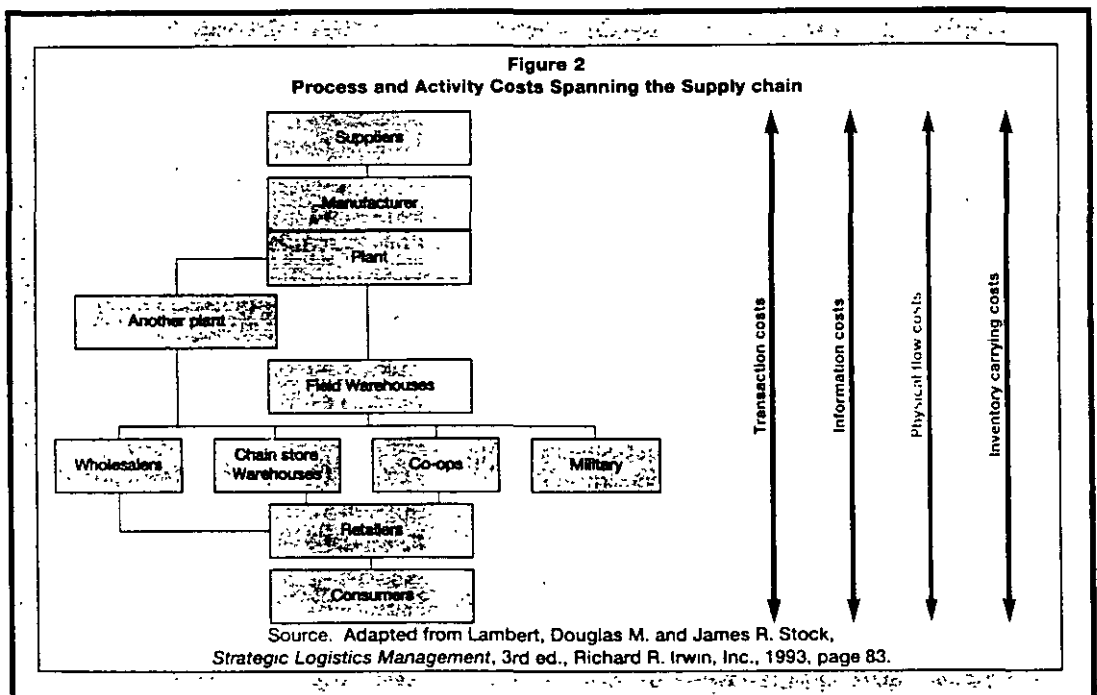 Figure 2
Process and Activity Costs Spanning the Supply chain
Suppliers
Manufacturer
Plant
Another plant
Field Warehouses
Wholesalers
Chain store
Warehouses
Co-ops
Military
Retailers
Consumers
Transaction costs
Information costs
Physical flow costs
Inventory carrying costs
Source. Adapted from Lambert, Douglas M. and James R. Stock,
Strategic Logistics Management, 3rd ed., Richard R. Irwin, Inc., 1993, page 83.